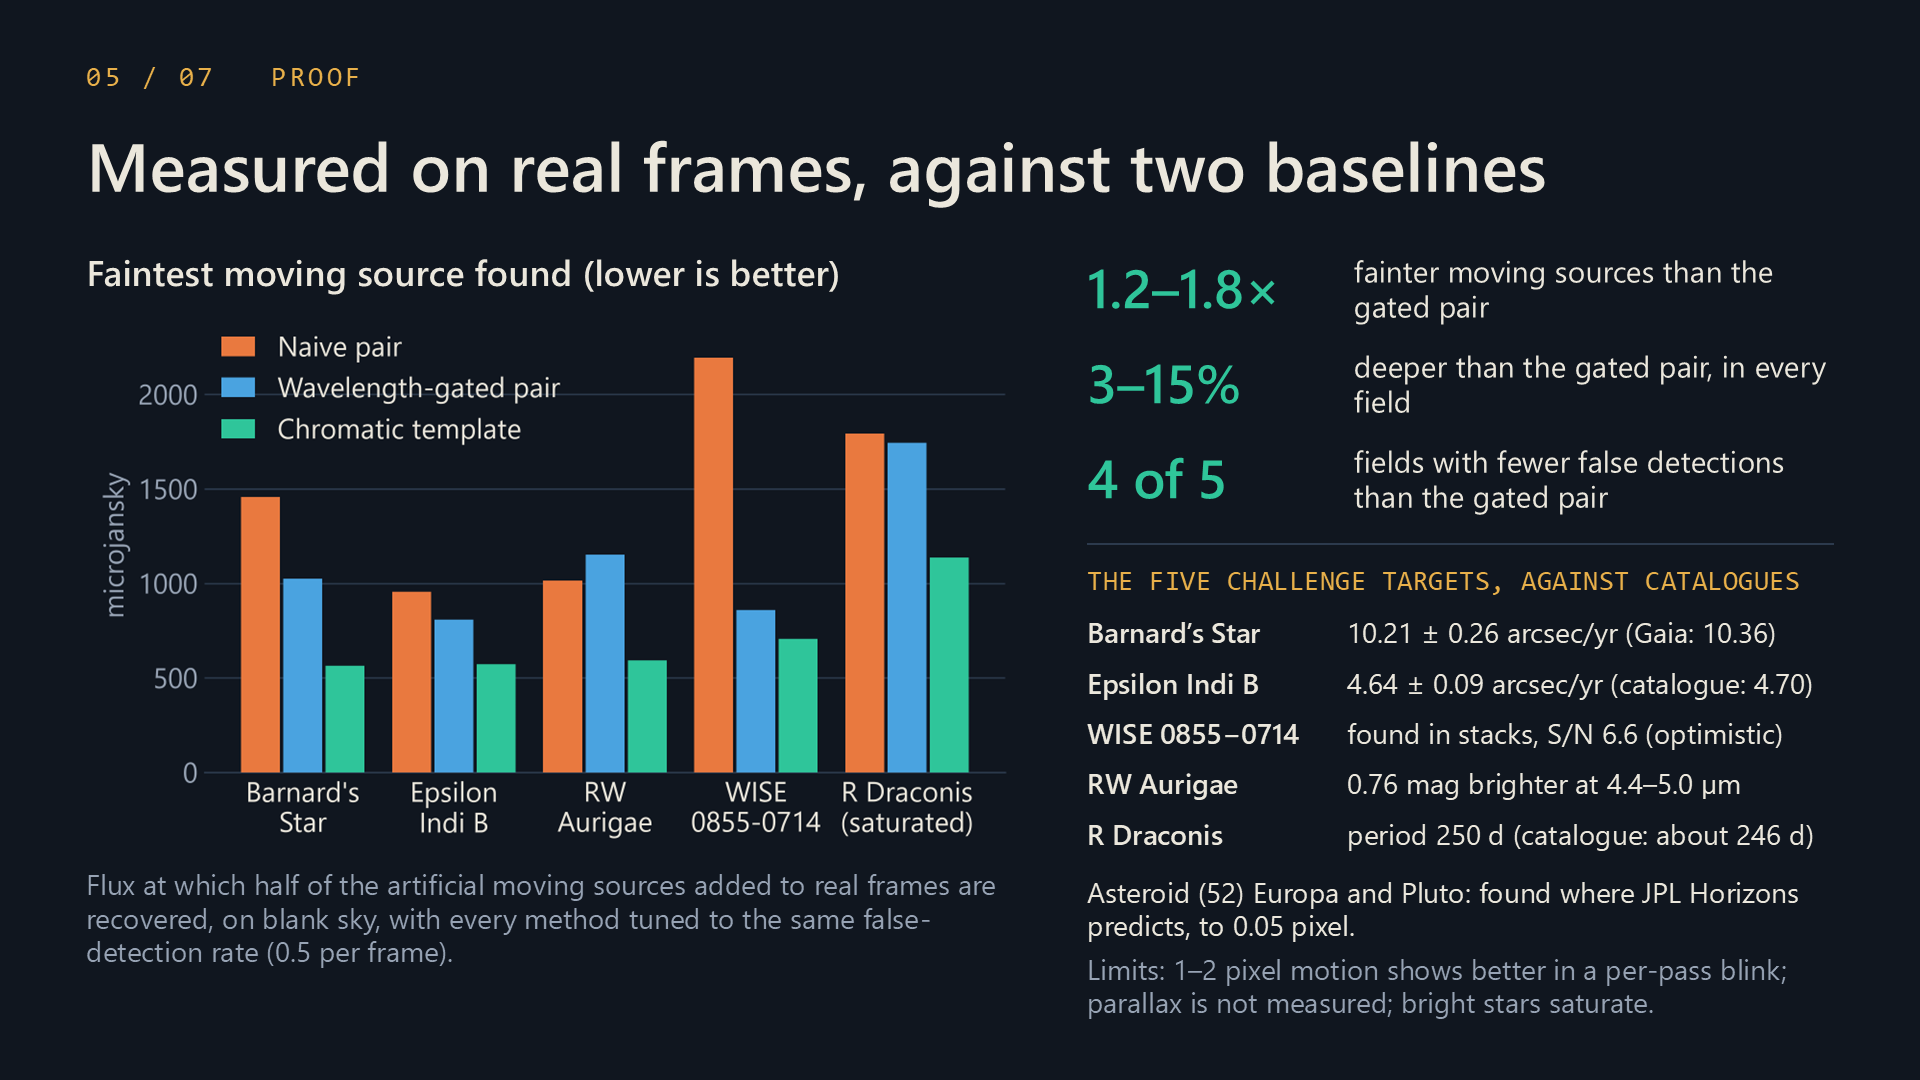 05 / 07 PROOF
Measured on real frames, against two baselines
Faintest moving source found (lower is better)
Naive pair
Wavelength-gated pair
Chromatic template
microjansky
2000
1500
1000
500
0
Barnard's
Star
Epsilon
Indi B
RW
Aurigae
WISE
0855-0714
R Draconis
(saturated)
Flux at which half of the artificial moving sources added to real frames are
recovered, on blank sky, with every method tuned to the same false-
detection rate (0.5 per frame).
1.2–1.8×
fainter moving sources than the
gated pair
3–15%
deeper than the gated pair, in every
field
4 of 5
fields with fewer false detections
than the gated pair
THE FIVE CHALLENGE TARGETS, AGAINST CATALOGUES
Barnard’s Star 10.21 ± 0.26 arcsec/yr (Gaia: 10.36)
Epsilon Indi B 4.64 ± 0.09 arcsec/yr (catalogue: 4.70)
WISE 0855−0714 found in stacks, S/N 6.6 (optimistic)
RW Aurigae 0.76 mag brighter at 4.4–5.0 µm
R Draconis period 250 d (catalogue: about 246 d)
Asteroid (52) Europa and Pluto: found where JPL Horizons
predicts, to 0.05 pixel.
Limits: 1–2 pixel motion shows better in a per-pass blink;
parallax is not measured; bright stars saturate.